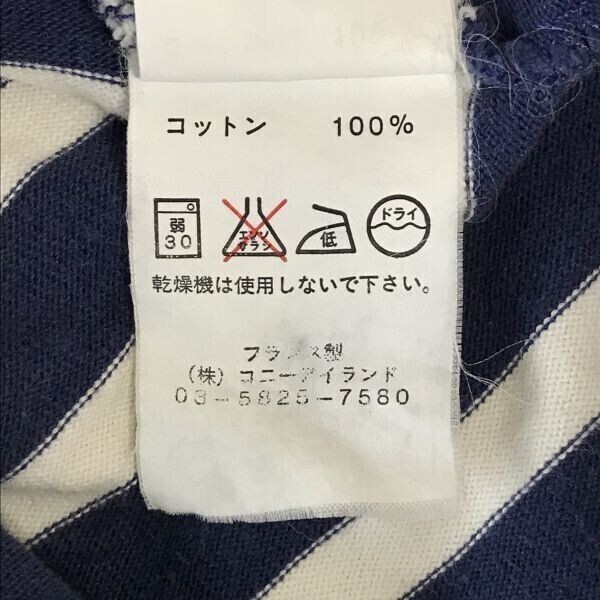 コットン 100%
弱
30
エンソ
サラシ
低
ドライ
乾燥機は使用しないで下さい。
フランス製
(株) コニーアイランド
03-5825-7580